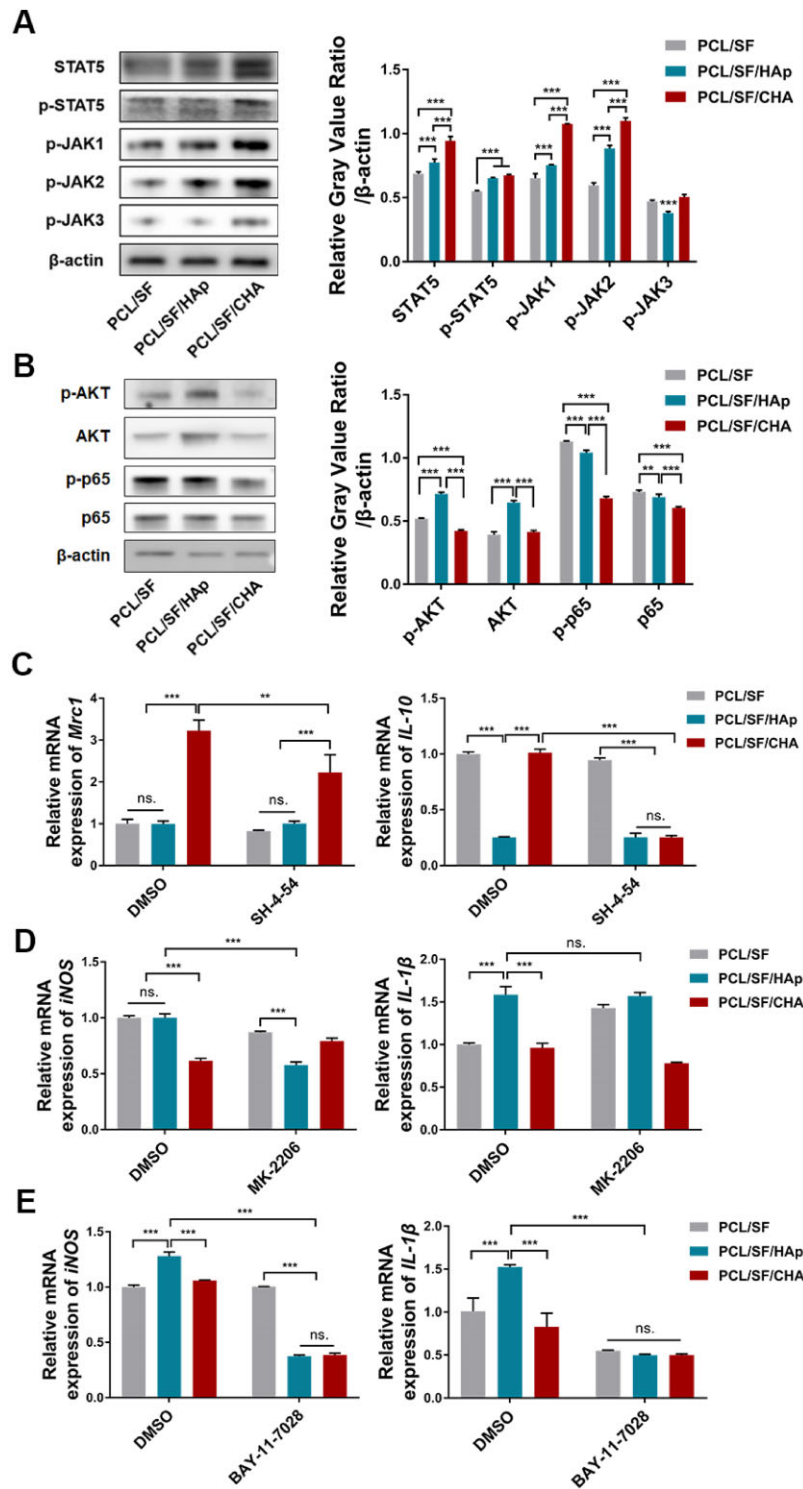 A
STAT5
p-STAT5
p-JAK1
p-JAK2
p-JAK3
β-actin
PCL/SF
PCL/SF/HAp
PCL/SF/CHA
Relative Gray Value Ratio
/β-actin
1.5
1.0
0.5
0.0
***
***
***
***
***
***
***
***
***
***
***
STAT5
p-STAT5
p-JAK1
p-JAK2
p-JAK3
PCL/SF
PCL/SF/HAp
PCL/SF/CHA
B
p-AKT
AKT
p-p65
p65
β-actin
PCL/SF
PCL/SF/HAp
PCL/SF/CHA
Relative Gray Value Ratio
/β-actin
1.5
1.0
0.5
0.0
***
***
***
***
***
***
***
***
***
**
***
p-AKT
AKT
p-p65
p65
PCL/SF
PCL/SF/HAp
PCL/SF/CHA
C
Relative mRNA
expression of Mrc1
4
3
2
1
0
ns.
***
**
ns.
***
DMSO
SH-4-54
Relative mRNA
expression of IL-10
1.5
1.0
0.5
0.0
***
***
***
***
ns.
DMSO
SH-4-54
PCL/SF
PCL/SF/HAp
PCL/SF/CHA
D
Relative mRNA
expression of iNOS
1.5
1.0
0.5
0.0
ns.
***
***
***
DMSO
MK-2206
Relative mRNA
expression of IL-1β
2.0
1.5
1.0
0.5
0.0
***
***
ns.
DMSO
MK-2206
PCL/SF
PCL/SF/HAp
PCL/SF/CHA
E
Relative mRNA
expression of iNOS
1.5
1.0
0.5
0.0
***
***
***
***
ns.
DMSO
BAY-11-7028
Relative mRNA
expression of IL-1β
2.0
1.5
1.0
0.5
0.0
***
***
***
ns.
DMSO
BAY-11-7028
PCL/SF
PCL/SF/HAp
PCL/SF/CHA